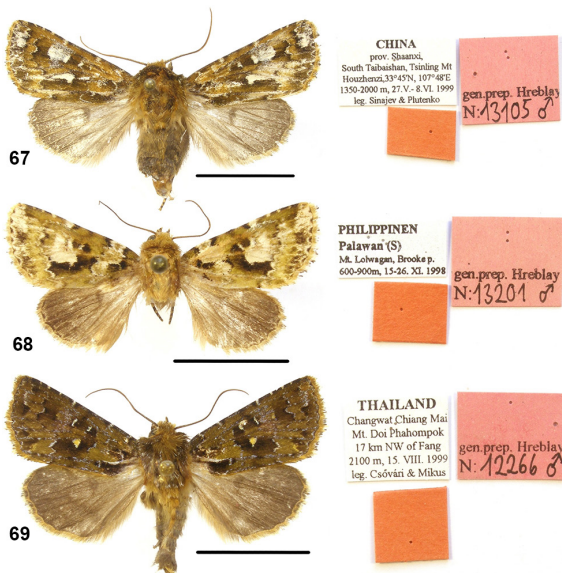 CHINA
prov. Shaanxi,
South Taibaishan, Tsinling Mt
Houzhenzi,33°45'N, 107°48'E
1350-2000 m, 27.V.- 8.VI. 1999
leg. Sinajev & Plutenko
gen.prep. Hreblay
N:13105 ♂
67
PHILIPPINEN
Palawan (S)
Mt. Lolwagan, Brooke p.
600-900m, 15-26. XI. 1998
gen.prep. Hreblay
N:13201 ♂
68
THAILAND
Changwat Chiang Mai
Mt. Doi Phahompok
17 km NW of Fang
2100 m, 15. VIII. 1999
leg. Csővári & Mikus
gen.prep. Hreblay
N: 12266 ♂
69